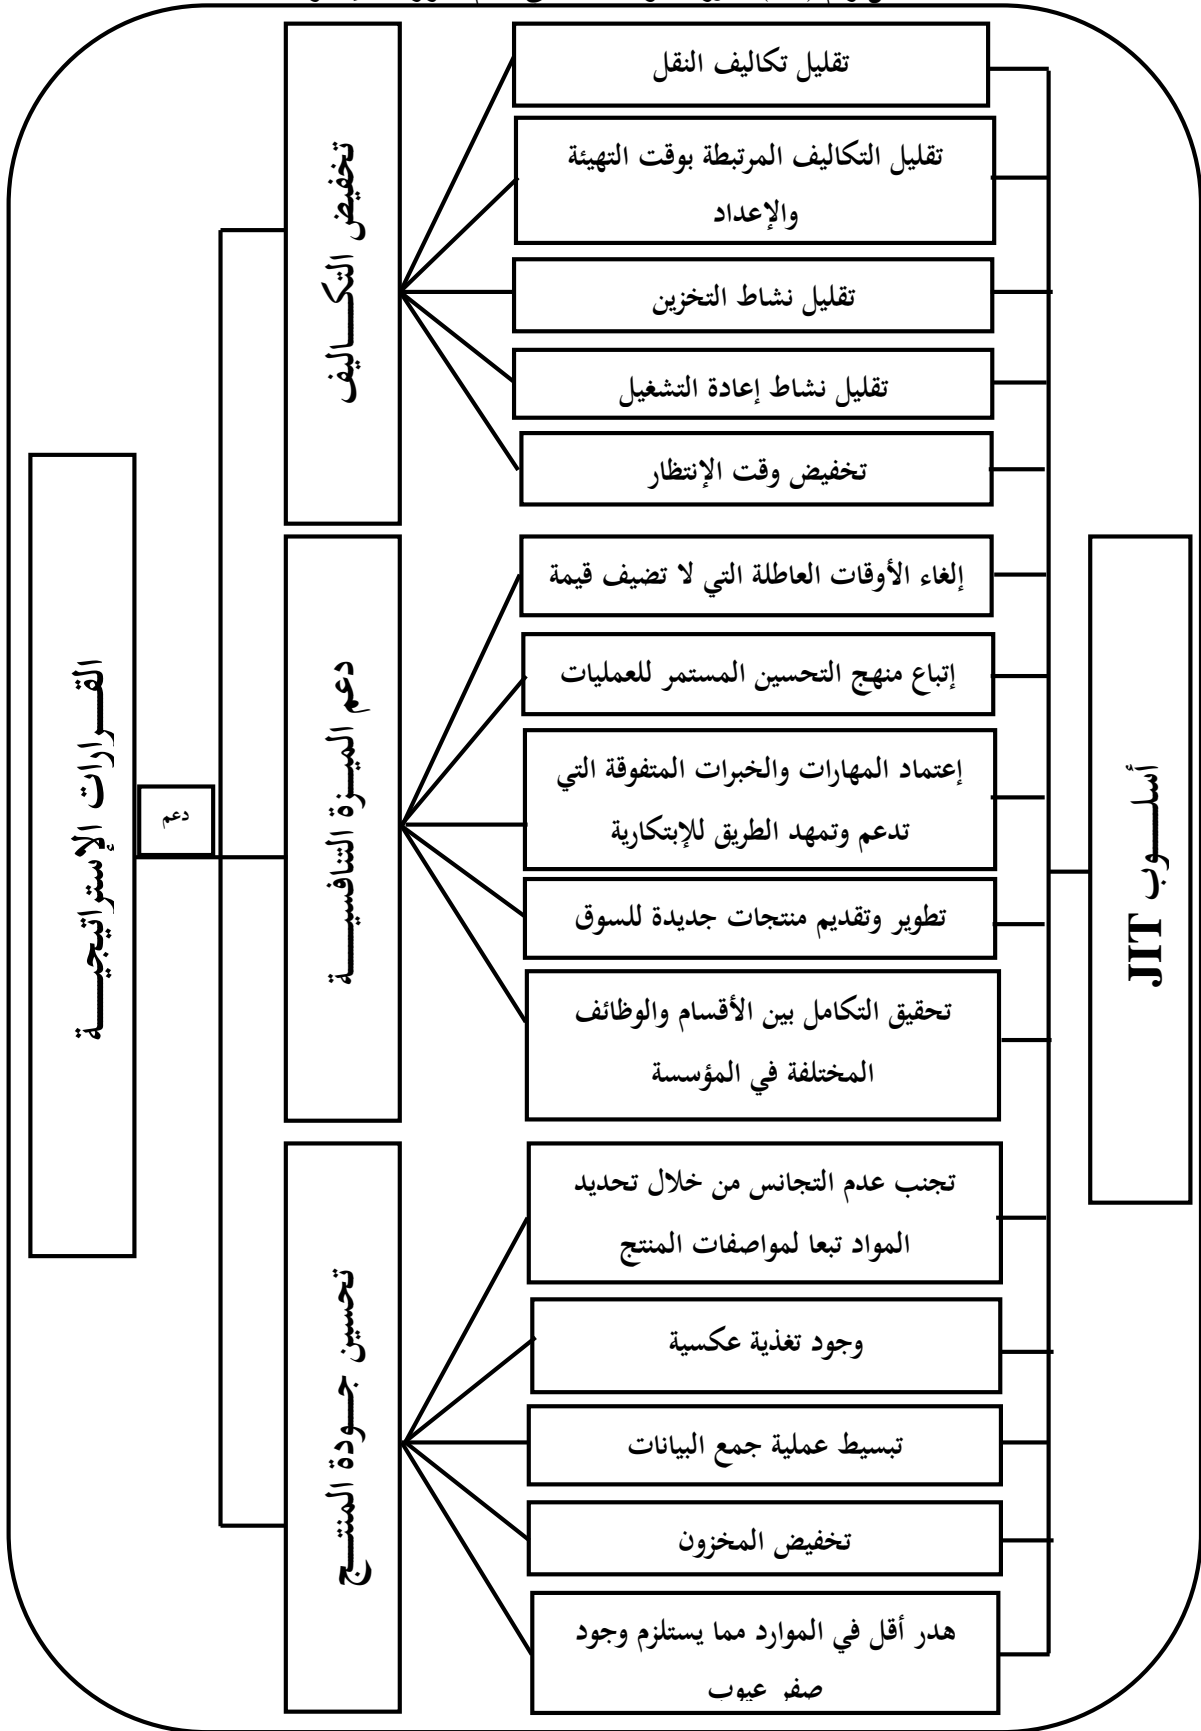 أسلـــوب JIT
تقليل تكاليف النقل
تقليل التكاليف المرتبطة بوقت التهيئة
والإعداد
تقليل نشاط التخزين
تقليل نشاط إعادة التشغيل
تخفيض وقت الإنتظار
إلغاء الأوقات العاطلة التي لا تضيف قيمة
إتباع منهج التحسين المستمر للعمليات
إعتماد المهارات والخبرات المتفوقة التي
تدعم وتمهد الطريق للإبتكارية
تطوير وتقديم منتجات جديدة للسوق
تحقيق التكامل بين الأقسام والوظائف
المختلفة في المؤسسة
تجنب عدم التجانس من خلال تحديد
المواد تبعا لمواصفات المنتج
وجود تغذية عكسية
تبسيط عملية جمع البيانات
تخفيض المخزون
هدر أقل في الموارد مما يستلزم وجود
صفر عيوب
تخفيض التكـــاليف
دعم الميـــزة التنافسيـــة
تحسين جـــودة المنتـــج
دعم
القـــرارات الإستراتيجيـــة